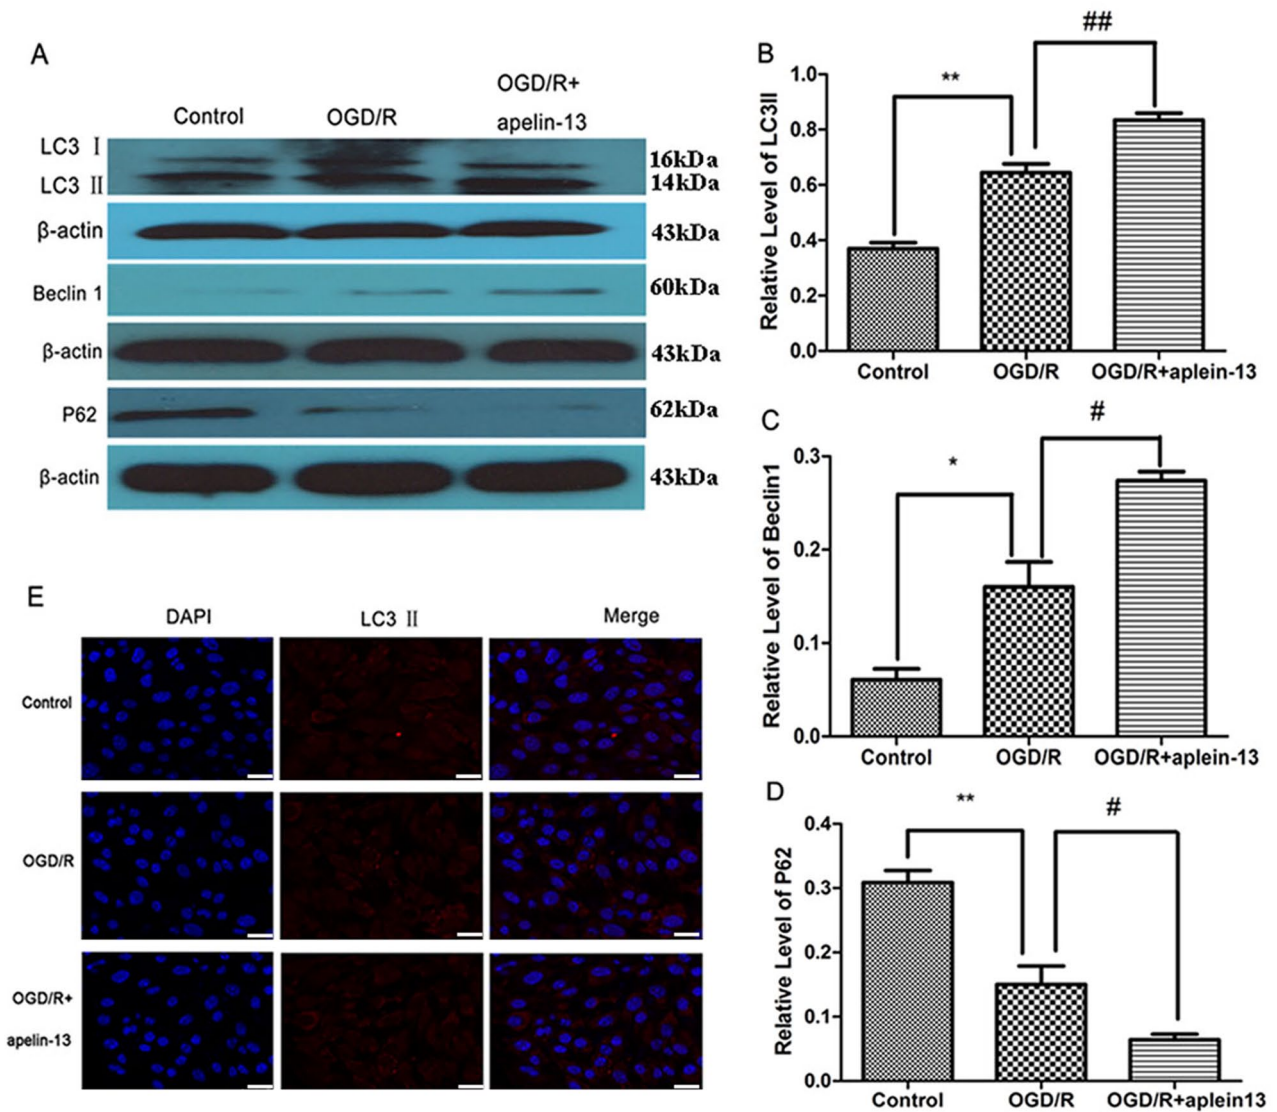 A
Control
OGD/R
OGD/R+
apelin-13
LC3 Ⅰ
16kDa
LC3 Ⅱ
14kDa
β-actin
43kDa
Beclin 1
60kDa
β-actin
43kDa
P62
62kDa
β-actin
43kDa
B
##
**
Relative Level of LC3II
1.0
0.8
0.6
0.4
0.2
0.0
Control
OGD/R
OGD/R+aplein-13
C
#
*
Relative Level of Beclin1
0.3
0.2
0.1
0.0
Control
OGD/R
OGD/R+aplein-13
D
**
#
Relative Level of P62
0.4
0.3
0.2
0.1
0.0
Control
OGD/R
OGD/R+aplein13
E
DAPI
LC3 Ⅱ
Merge
Control
OGD/R
OGD/R+
apelin-13